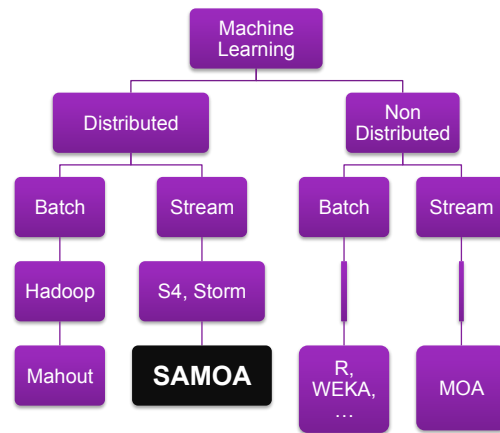 Machine
Learning
Distributed
Non
Distributed
Batch
Stream
Batch
Stream
Hadoop
S4, Storm
Mahout
SAMOA
R,
WEKA,
...
MOA